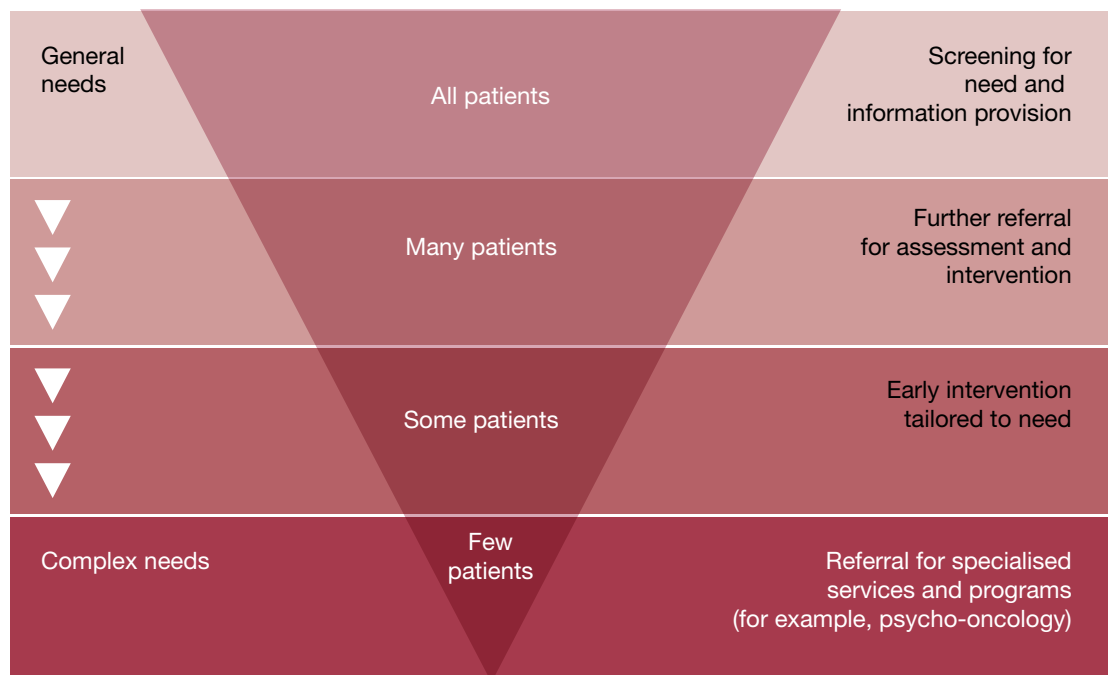 General
needs
All patients
Screening for
need and
information provision
Many patients
Further referral
for assessment and
intervention
Some patients
Early intervention
tailored to need
Complex needs
Few
patients
Referral for specialised
services and programs
(for example, psycho-oncology)